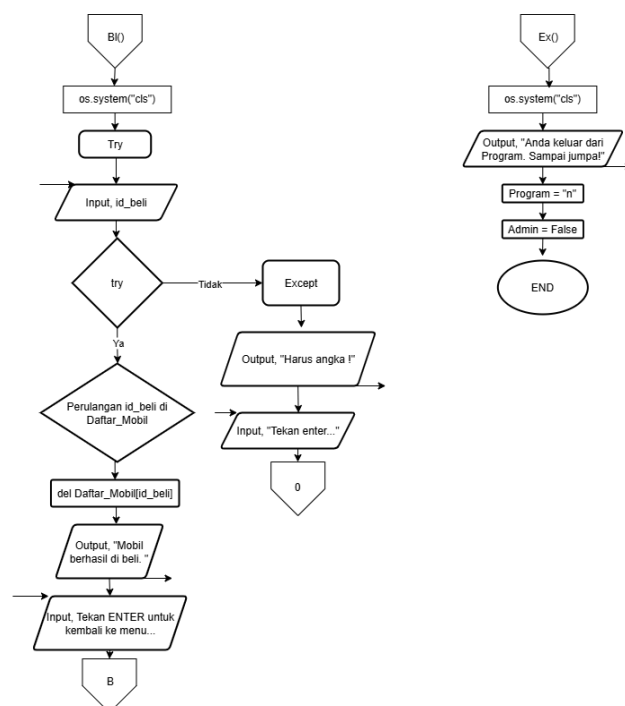 Bl()
os.system("cls")
Try
Input, id_beli
try
Tidak
Except
Ya
Output, "Harus angka !"
Perulangan id_beli di
Daftar_Mobil
Input, "Tekan enter..."
0
del Daftar_Mobil[id_beli]
Output, "Mobil
berhasil di beli. "
Input, Tekan ENTER untuk
kembali ke menu...
B
Ex()
os.system("cls")
Output, "Anda keluar dari
Program. Sampai jumpa!"
Program = "n"
Admin = False
END